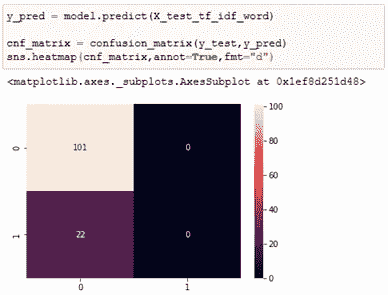 y_pred = model.predict(X_test_tf_idf_word)
cnf_matrix = confusion_matrix(y_test,y_pred)
sns.heatmap(cnf_matrix,annot=True,fmt="d")
<matplotlib.axes._subplots.AxesSubplot at 0x1ef8d251d48>
100
0 101 0
80
60
40
1 22 0
20
0
0 1